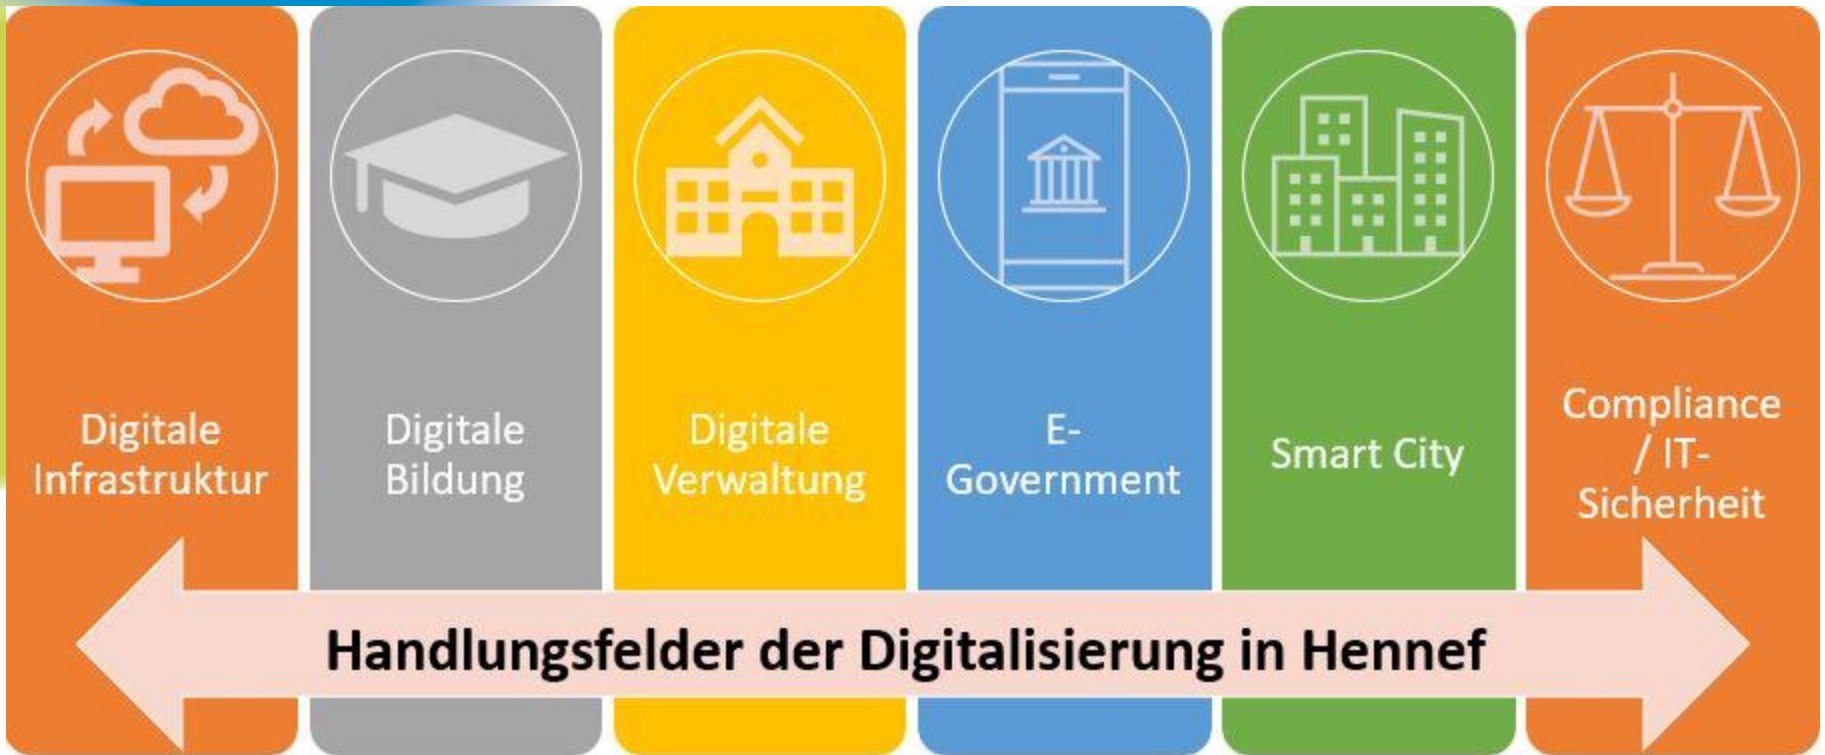 Digitale
Infrastruktur
Digitale
Bildung
Digitale
Verwaltung
E-
Government
Smart City
Compliance
/ IT-
Sicherheit
Handlungsfelder der Digitalisierung in Hennef